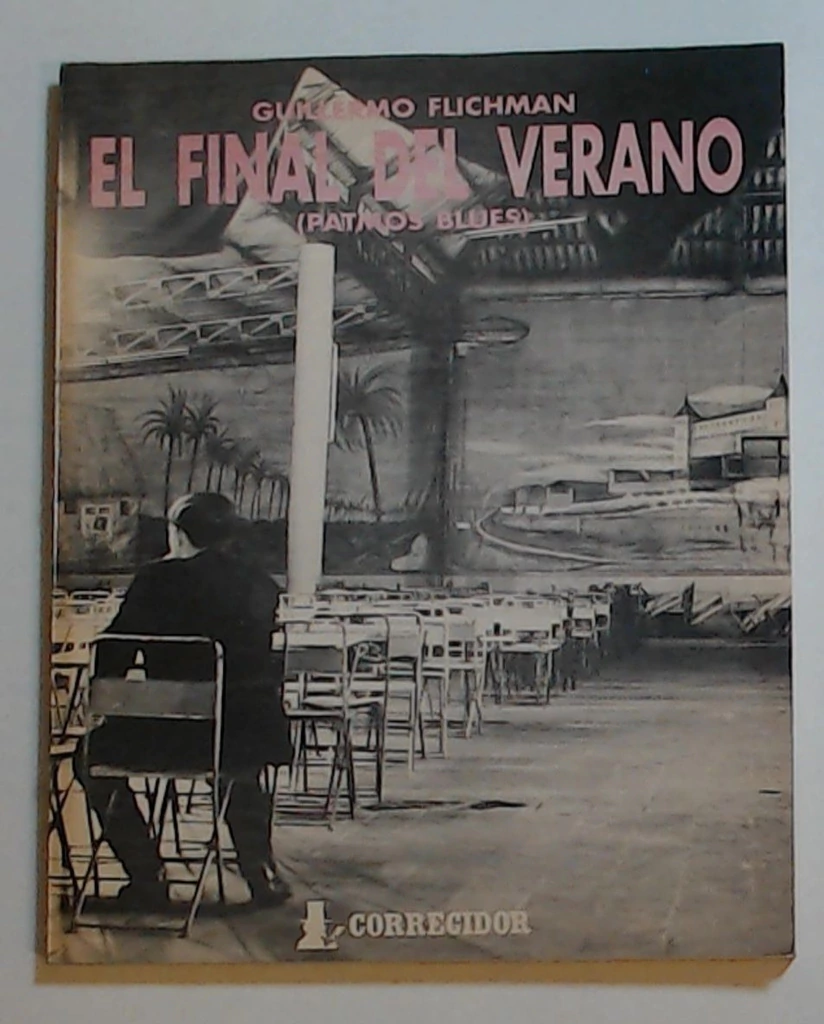 GUILLERMO FLICHMAN
EL FINAL DEL VERANO
(PATMOS BLUES)
CORREGIDOR